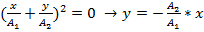 (x/A₁ + y/A₂)² = 0 → y = −A₂/A₁ * x